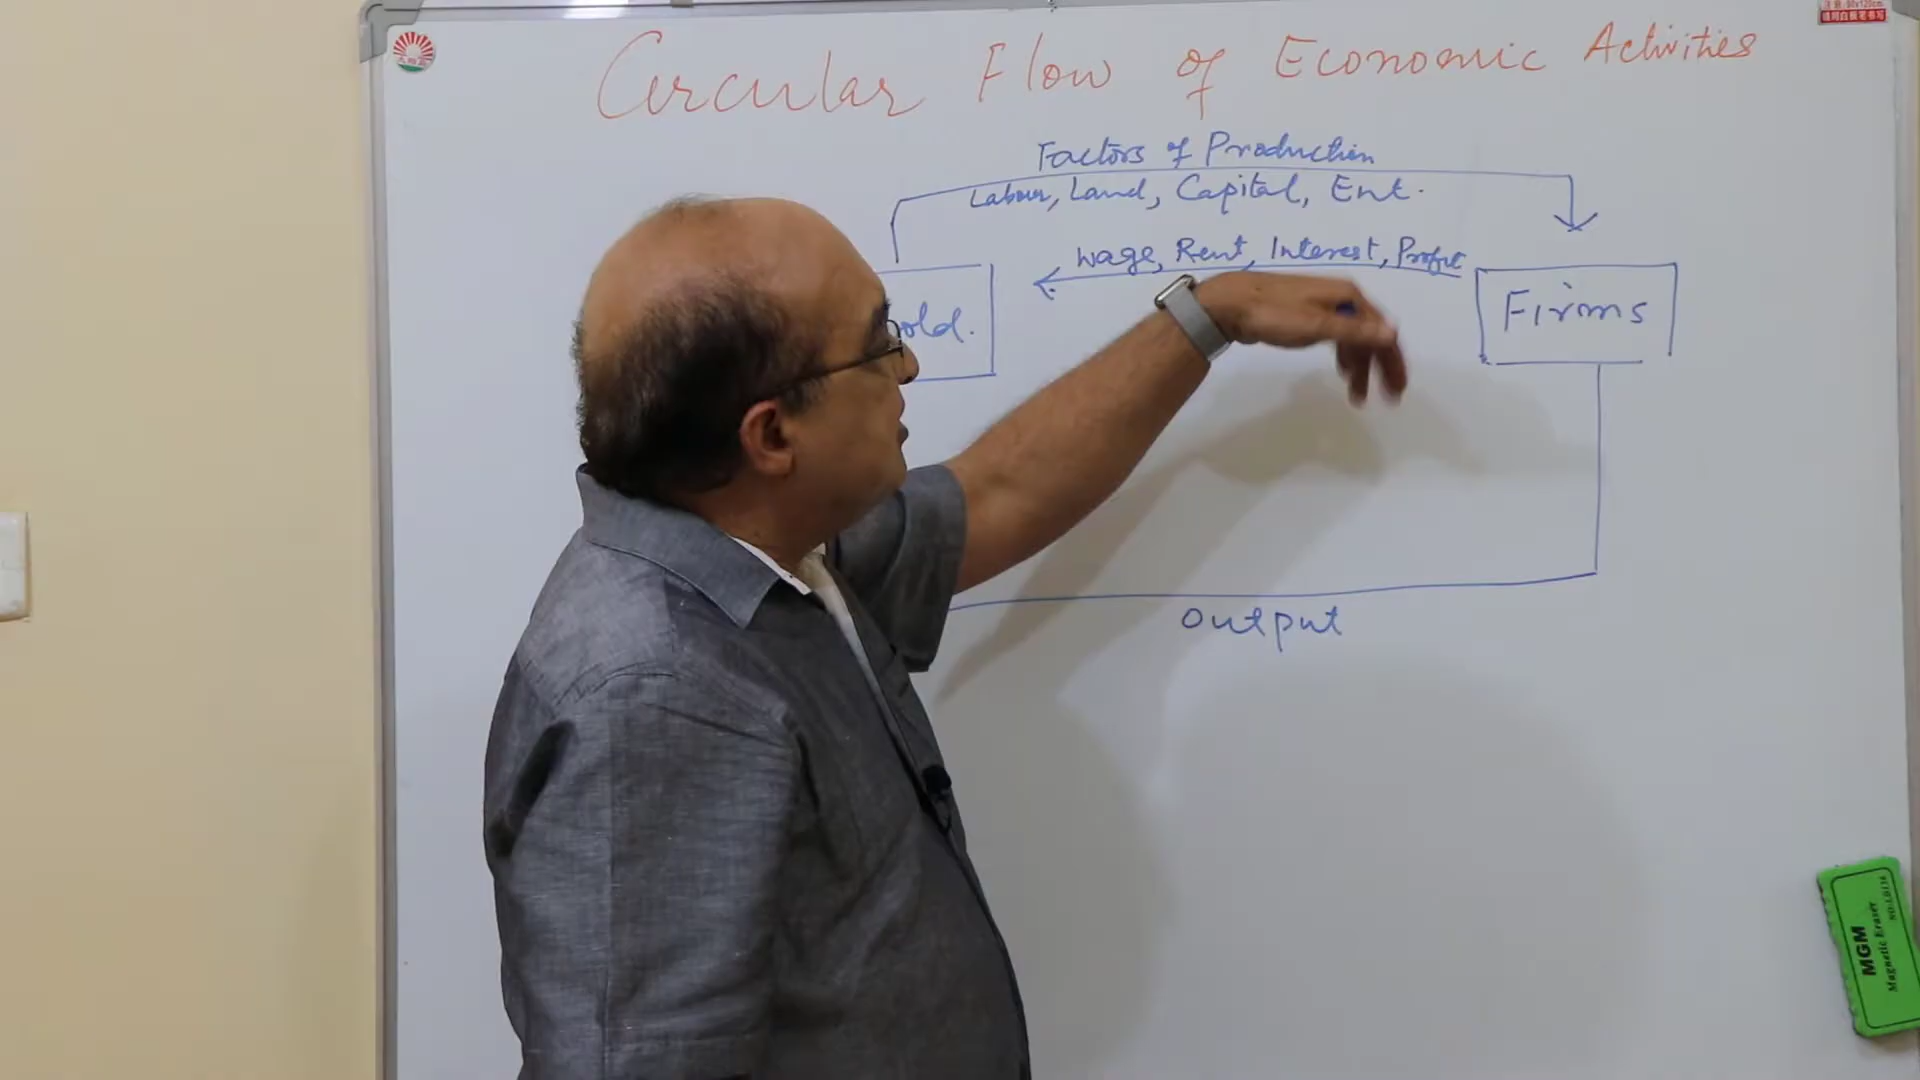 Circular Flow of Economic Activities
Factors of Production
Labour, Land, Capital, Ent.
Wage, Rent, Interest, Profit
old.
Firms
Output
MGM
Magnetic Eraser